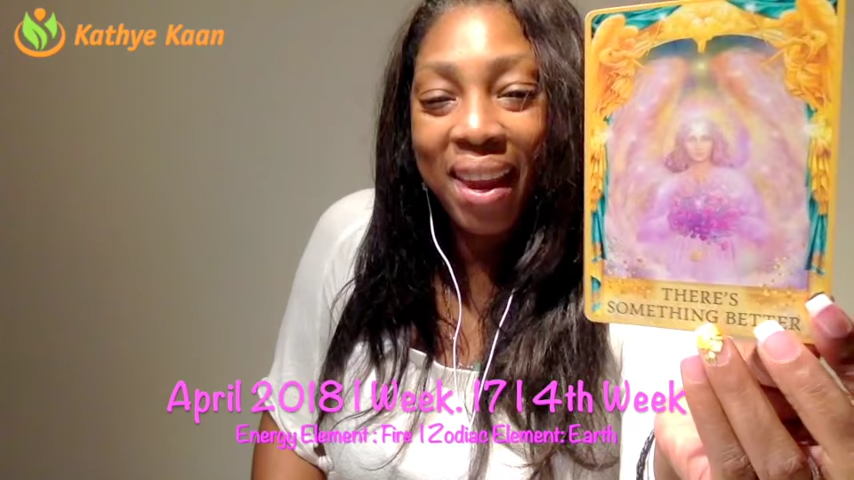 Kathye Kaan
THERE'S
SOMETHING BETTER
April 2018 | Week. 17 | 4th Week
Energy Element : Fire | Zodiac Element: Earth